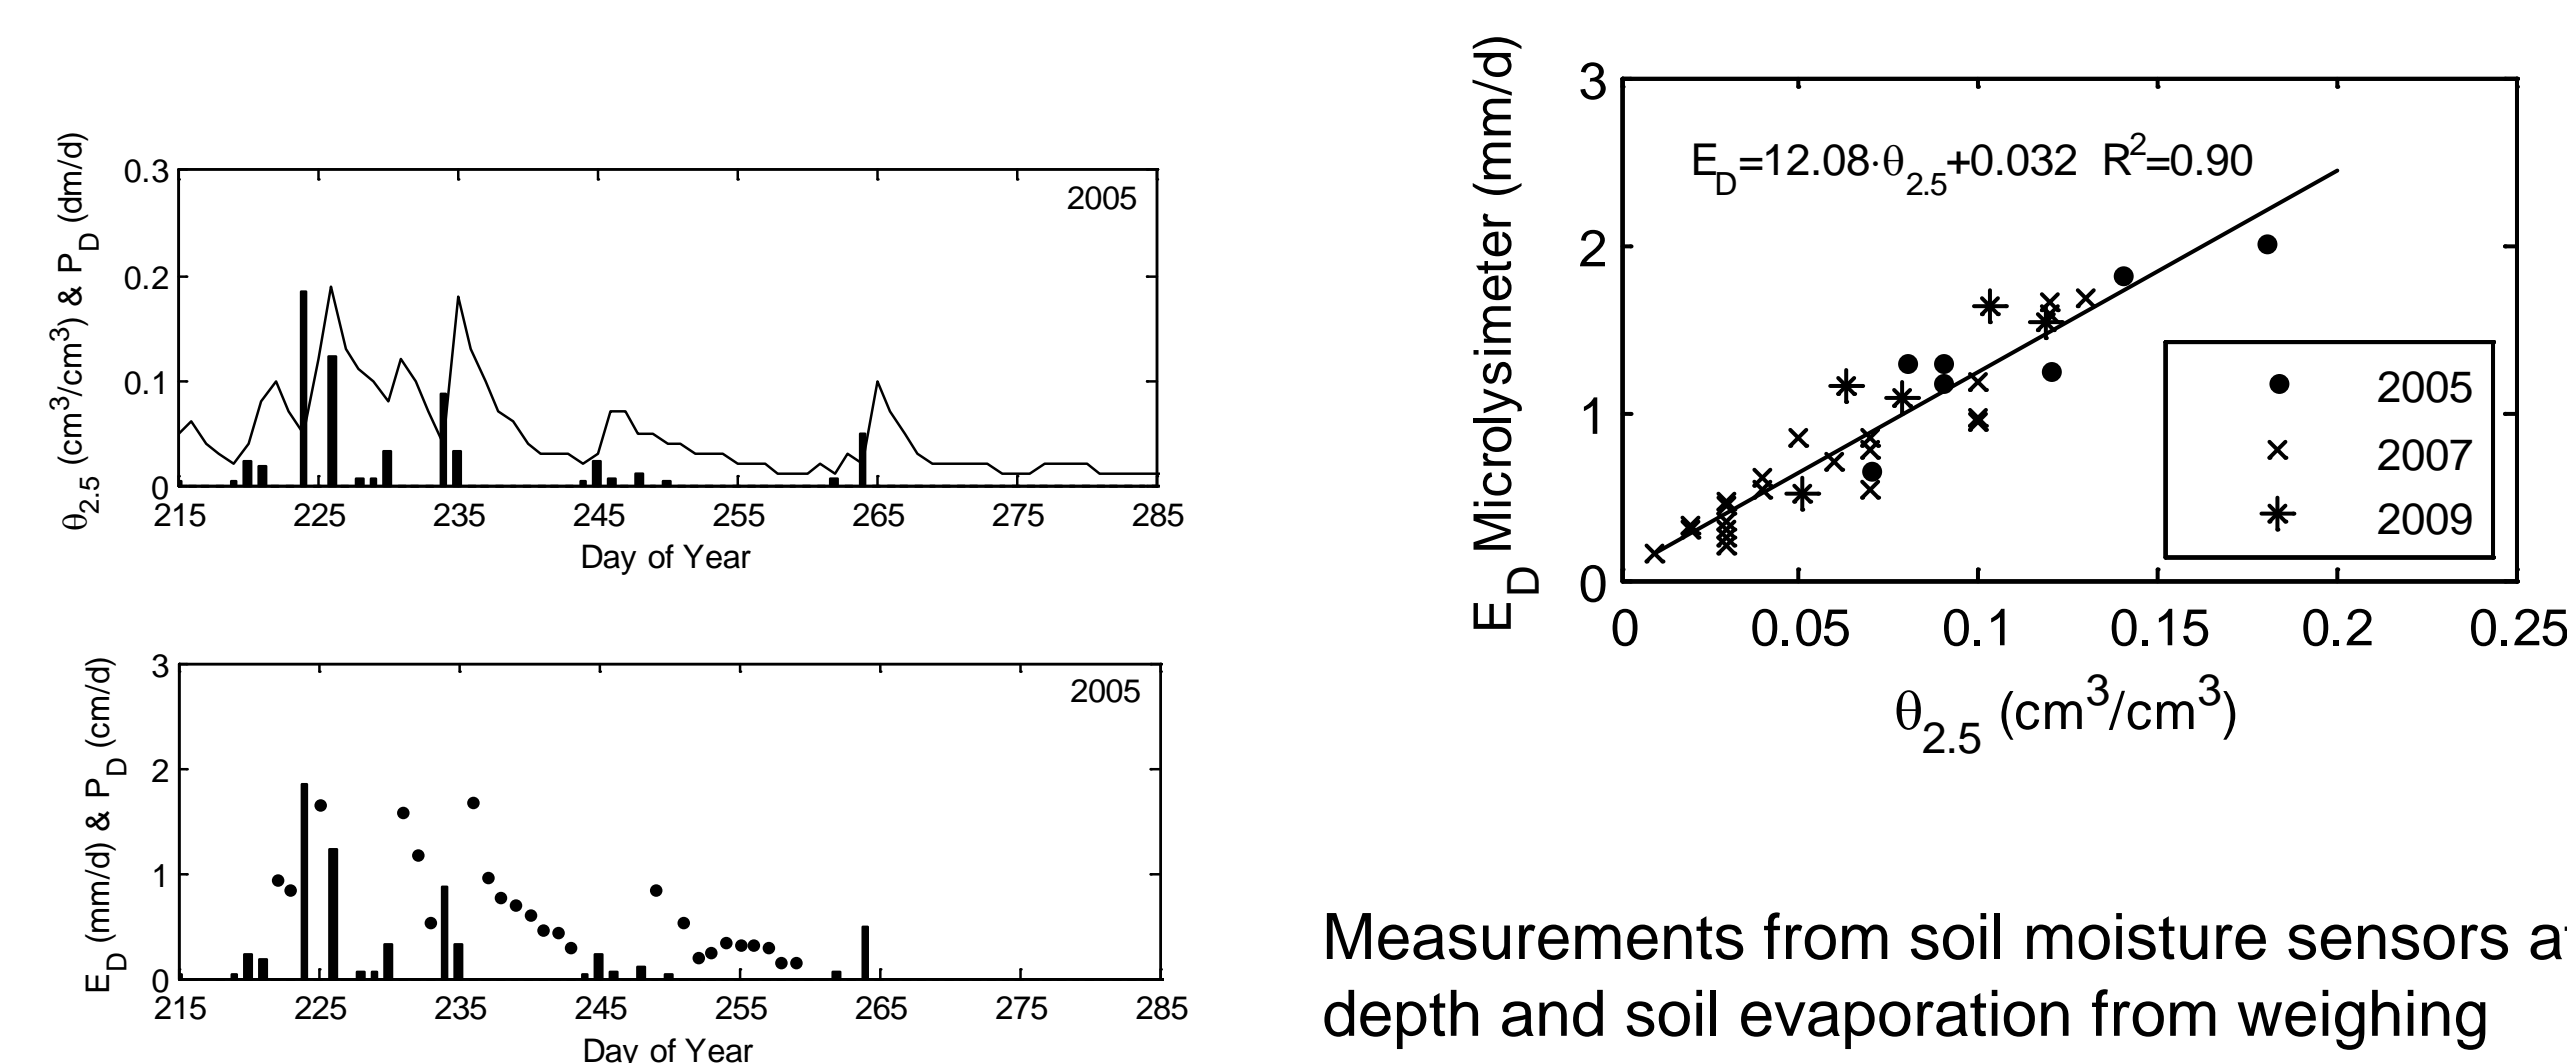 θ2.5 (cm3/cm3) & PD (dm/d)
0.3
0.2
0.1
0
2005
215 225 235 245 255 265 275 285
Day of Year
ED (mm/d) & PD (cm/d)
3
2
1
0
2005
215 225 235 245 255 265 275 285
Day of Year
ED Microlysimeter (mm/d)
3
2
1
0
ED=12.08·θ2.5+0.032 R2=0.90
2005
2007
2009
0 0.05 0.1 0.15 0.2 0.25
θ2.5 (cm3/cm3)
Measurements from soil moisture sensors at
depth and soil evaporation from weighing